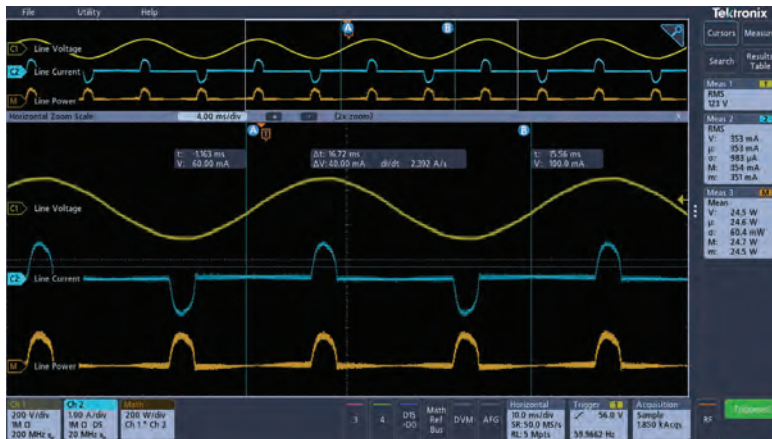 File Utility Help
Tektronix
Cursors Measure
Search Results Table
C1 Line Voltage
C2 Line Current
M Line Power
A
B
Horizontal Zoom Scale 4.00 ms/div (2x zoom) X
A
B
t: -1.163 ms
V: 60.00 mA
Δt: 16.72 ms
ΔV: 40.00 mA di/dt 2.392 A/s
t: 15.56 ms
V: 100.0 mA
C1 Line Voltage
C2 Line Current
M Line Power
Meas 1
RMS
123 V
Meas 2 2
RMS
V: 353 mA
μ: 353 mA
σ: 983 μA
M: 354 mA
m: 351 mA
Meas 3 M
Mean
V: 24.5 W
μ: 24.6 W
σ: 60.4 mW
M: 24.7 W
m: 24.5 W
Ch 1
200 V/div
1M Ω
200 MHz
Ch 2
1.00 A/div
1M Ω
20 MHz
Math
200 W/div
Ch 1 * Ch 2
3
4
D15
-D0
Math
Ref
Bus
DVM
AFG
Horizontal
10.0 ms/div
SR: 50.0 MS/s
RL: 5 Mpts
Trigger
56.0 V
59.9662 Hz
Acquisition
Sample
1.850 kAcqs
RF
Triggered